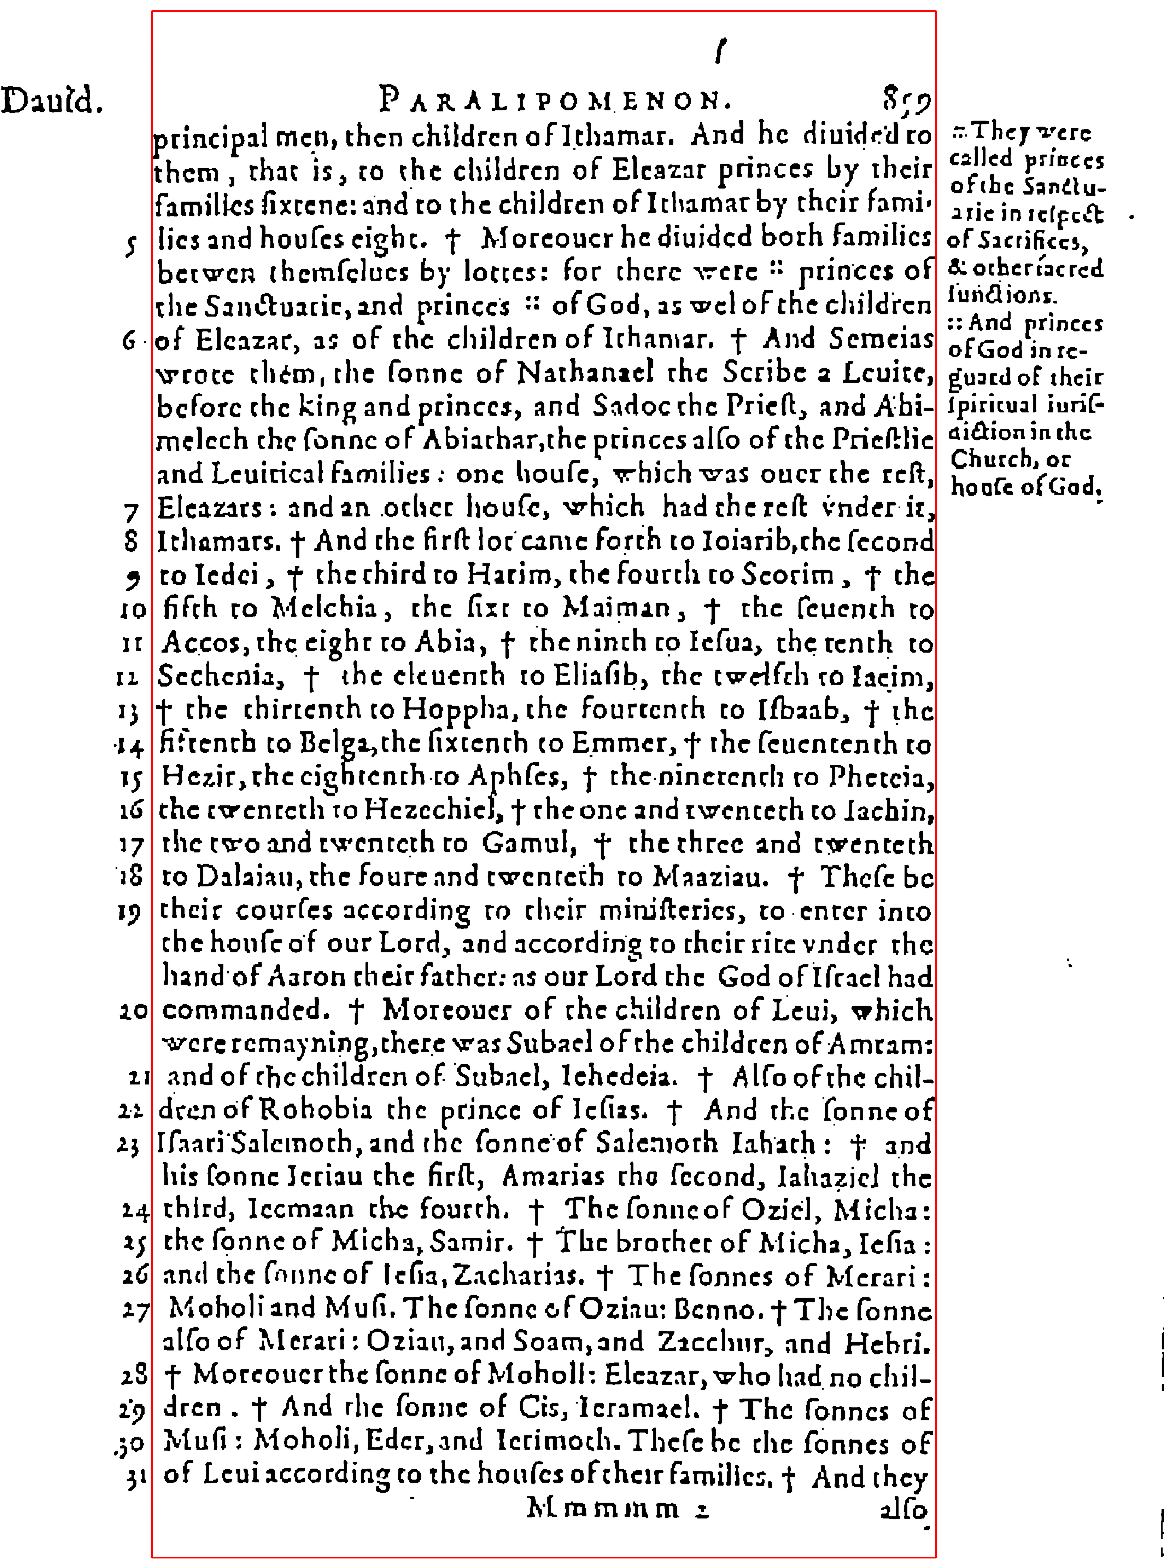 Dauid. PARALIPOMENON. 859
principal men, then children of Ithamar. And he diuided to
them, that is, to the children of Eleazar princes by their
families ſixtene: and to the children of Ithamar by their fami-
5 lies and houſes eight. † Moreouer he diuided both families
betwen themſelues by lottes: for there were :: princes of
the Sanctuarie, and princes :: of God, as wel of the children
6 of Eleazar, as of the children of Ithamar. † And Semeias
wrote them, the ſonne of Nathanael the Scribe a Leuite,
before the king and princes, and Sadoc the Prieſt, and Ahi-
melech the ſonne of Abiathar, the princes alſo of the Prieſtlie
and Leuitical families: one houſe, which was ouer the reſt,
7 Eleazars: and an other houſe, which had the reſt vnder it,
8 Ithamars. † And the firſt lot came forth to Ioiarib, the ſecond
9 to Iedei, † the third to Harim, the fourth to Seorim, † the
10 fifth to Melchia, the ſixt to Maiman, † the ſeuenth to
11 Accos, the eight to Abia, † the ninth to Ieſua, the tenth to
12 Sechenia, † the eleuenth to Eliaſib, the twelfth to Iacim,
13 † the thirtenth to Hoppha, the fourtenth to Iſbaab, † the
14 fiftenth to Belga, the ſixtenth to Emmer, † the ſeuententh to
15 Hezir, the eightenth to Aphſes, † the ninetenth to Pheteia,
16 the twenteth to Hezechiel, † the one and twenteth to Iachin,
17 the two and twenteth to Gamul, † the three and twenteth
18 to Dalaiau, the foure and twenteth to Maaziau. † Theſe be
19 their courſes according to their miniſteries, to enter into
the houſe of our Lord, and according to their rite vnder the
hand of Aaron their father: as our Lord the God of Iſrael had
20 commanded. † Moreouer of the children of Leui, which
were remayning, there was Subael of the children of Amram:
21 and of the children of Subael, Iehedeia. † Alſo of the chil-
22 dren of Rohobia the prince of Ieſias. † And the ſonne of
23 Iſaari Salemoth, and the ſonne of Salemoth Iahath: † and
his ſonne Ieriau the firſt, Amarias the ſecond, Iahaziel the
24 third, Iecmaan the fourth. † The ſonne of Oziel, Micha:
25 the ſonne of Micha, Samir. † The brother of Micha, Ieſia:
26 and the ſonne of Ieſia, Zacharias. † The ſonnes of Merari:
27 Moholi and Muſi. The ſonne of Oziau: Benno. † The ſonne
alſo of Merari: Oziau, and Soam, and Zacchur, and Hebri.
28 † Moreouer the ſonne of Moholi: Eleazar, who had no chil-
29 dren. † And the ſonne of Cis, Ieramael. † The ſonnes of
30 Muſi: Moholi, Eder, and Ierimoth. Theſe be the ſonnes of
31 of Leui according to the houſes of their families. † And they
Mmmmm 2 alſo
:: They were
called princes
of the Sanctu-
arie in reſpect
of Sacrifices,
& other ſacred
functions.
:: And princes
of God in re-
guard of their
ſpiritual iuriſ-
diction in the
Church, or
houſe of God.